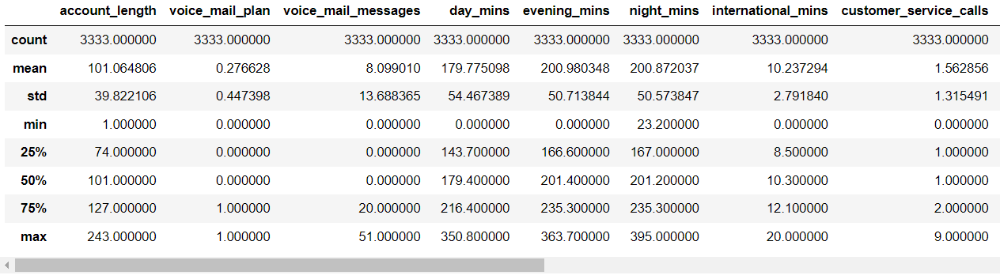 account_length voice_mail_plan voice_mail_messages day_mins evening_mins night_mins international_mins customer_service_calls
count 3333.000000 3333.000000 3333.000000 3333.000000 3333.000000 3333.000000 3333.000000 3333.000000
mean 101.064806 0.276628 8.099010 179.775098 200.980348 200.872037 10.237294 1.562856
std 39.822106 0.447398 13.688365 54.467389 50.713844 50.573847 2.791840 1.315491
min 1.000000 0.000000 0.000000 0.000000 0.000000 23.200000 0.000000 0.000000
25% 74.000000 0.000000 0.000000 143.700000 166.600000 167.000000 8.500000 1.000000
50% 101.000000 0.000000 0.000000 179.400000 201.400000 201.200000 10.300000 1.000000
75% 127.000000 1.000000 20.000000 216.400000 235.300000 235.300000 12.100000 2.000000
max 243.000000 1.000000 51.000000 350.800000 363.700000 395.000000 20.000000 9.000000